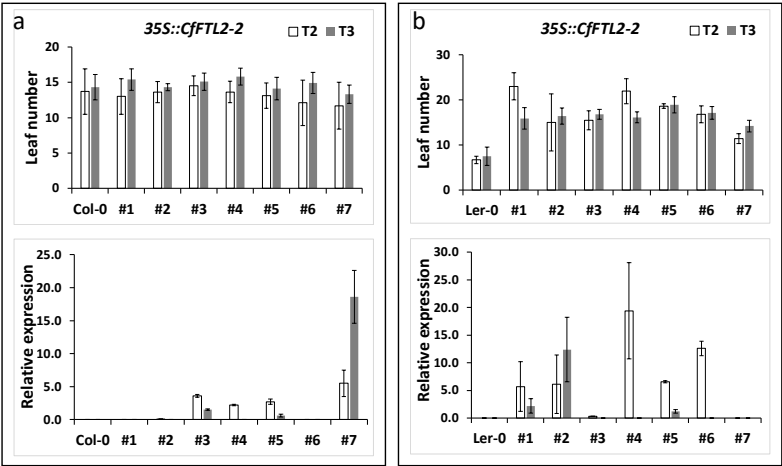 a
35S::CfFTL2-2
T2 T3
Leaf number
20
15
10
5
0
Col-0 #1 #2 #3 #4 #5 #6 #7
Relative expression
25.0
20.0
15.0
10.0
5.0
0.0
Col-0 #1 #2 #3 #4 #5 #6 #7
b
35S::CfFTL2-2
T2 T3
Leaf number
30
20
10
0
Ler-0 #1 #2 #3 #4 #5 #6 #7
Relative expression
30.0
25.0
20.0
15.0
10.0
5.0
0.0
Ler-0 #1 #2 #3 #4 #5 #6 #7